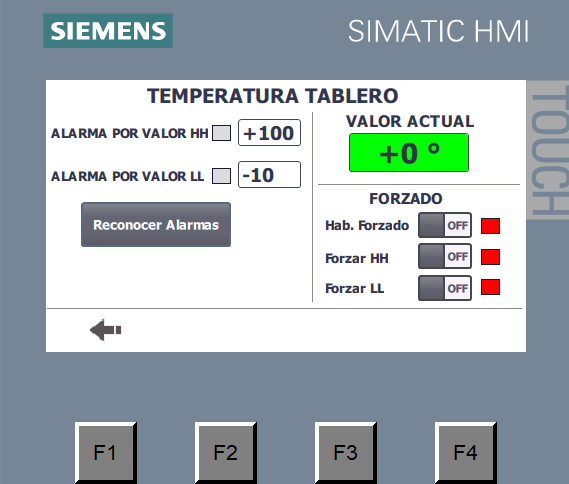 SIEMENS
SIMATIC HMI
TOUCH
TEMPERATURA TABLERO
ALARMA POR VALOR HH
+100
ALARMA POR VALOR LL
-10
Reconocer Alarmas
VALOR ACTUAL
+0 °
FORZADO
Hab. Forzado
OFF
Forzar HH
OFF
Forzar LL
OFF
F1
F2
F3
F4